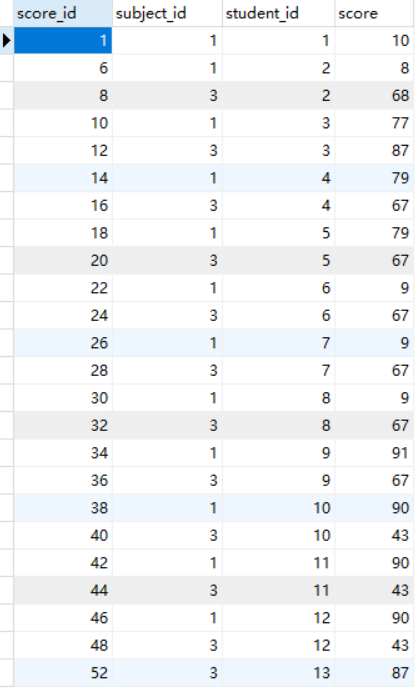 score_id subject_id student_id score
1 1 1 10
6 1 2 8
8 3 2 68
10 1 3 77
12 3 3 87
14 1 4 79
16 3 4 67
18 1 5 79
20 3 5 67
22 1 6 9
24 3 6 67
26 1 7 9
28 3 7 67
30 1 8 9
32 3 8 67
34 1 9 91
36 3 9 67
38 1 10 90
40 3 10 43
42 1 11 90
44 3 11 43
46 1 12 90
48 3 12 43
52 3 13 87